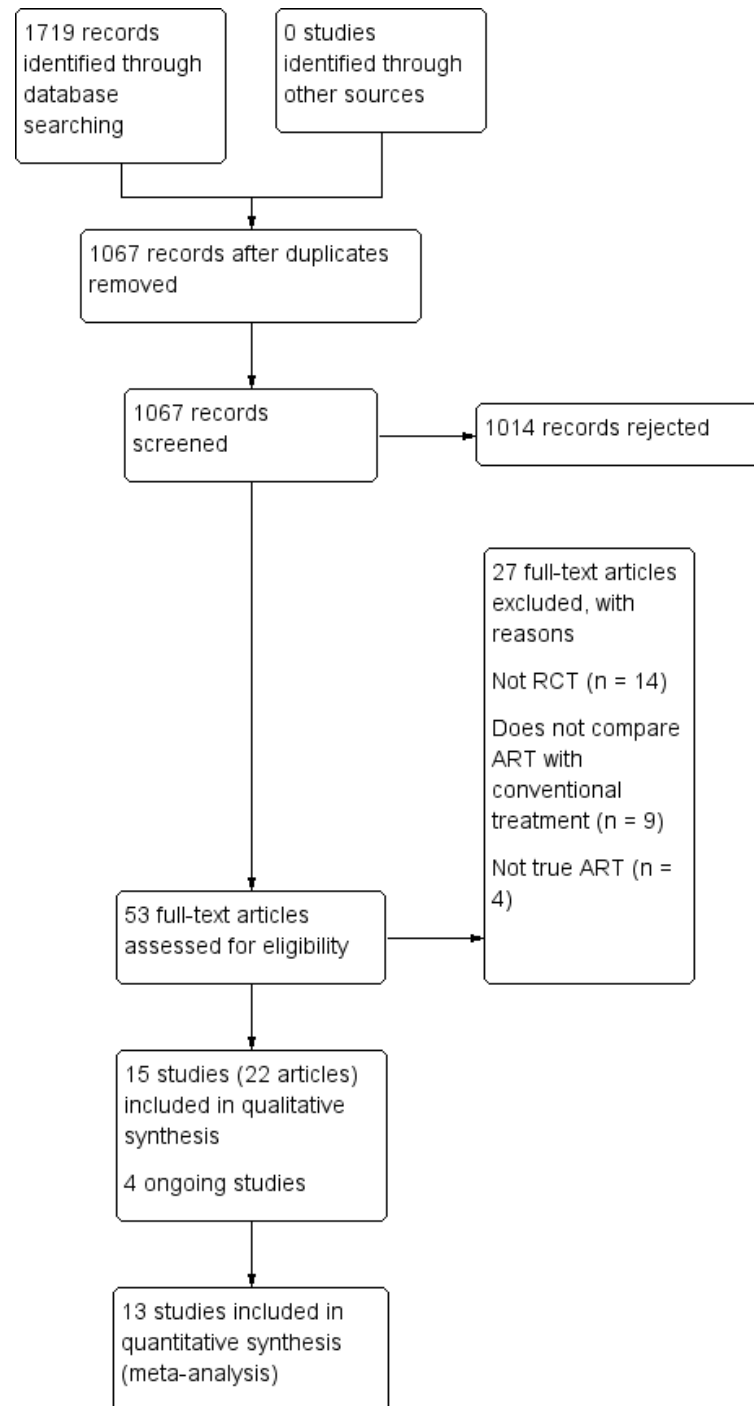 1719 records
identified through
database
searching
0 studies
identified through
other sources
1067 records after duplicates
removed
1067 records
screened
1014 records rejected
27 full-text articles
excluded, with
reasons
Not RCT (n = 14)
Does not compare
ART with
conventional
treatment (n = 9)
Not true ART (n =
4)
53 full-text articles
assessed for eligibility
15 studies (22 articles)
included in qualitative
synthesis
4 ongoing studies
13 studies included in
quantitative synthesis
(meta-analysis)